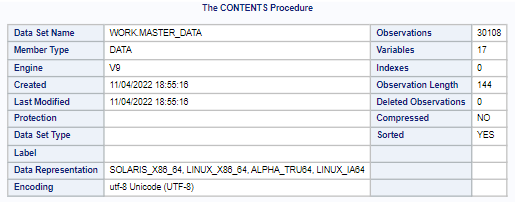 The CONTENTS Procedure
Data Set Name WORK.MASTER_DATA Observations 30108
Member Type DATA Variables 17
Engine V9 Indexes 0
Created 11/04/2022 18:55:16 Observation Length 144
Last Modified 11/04/2022 18:55:16 Deleted Observations 0
Protection Compressed NO
Data Set Type Sorted YES
Label
Data Representation SOLARIS_X86_64, LINUX_X86_64, ALPHA_TRU64, LINUX_IA64
Encoding utf-8 Unicode (UTF-8)